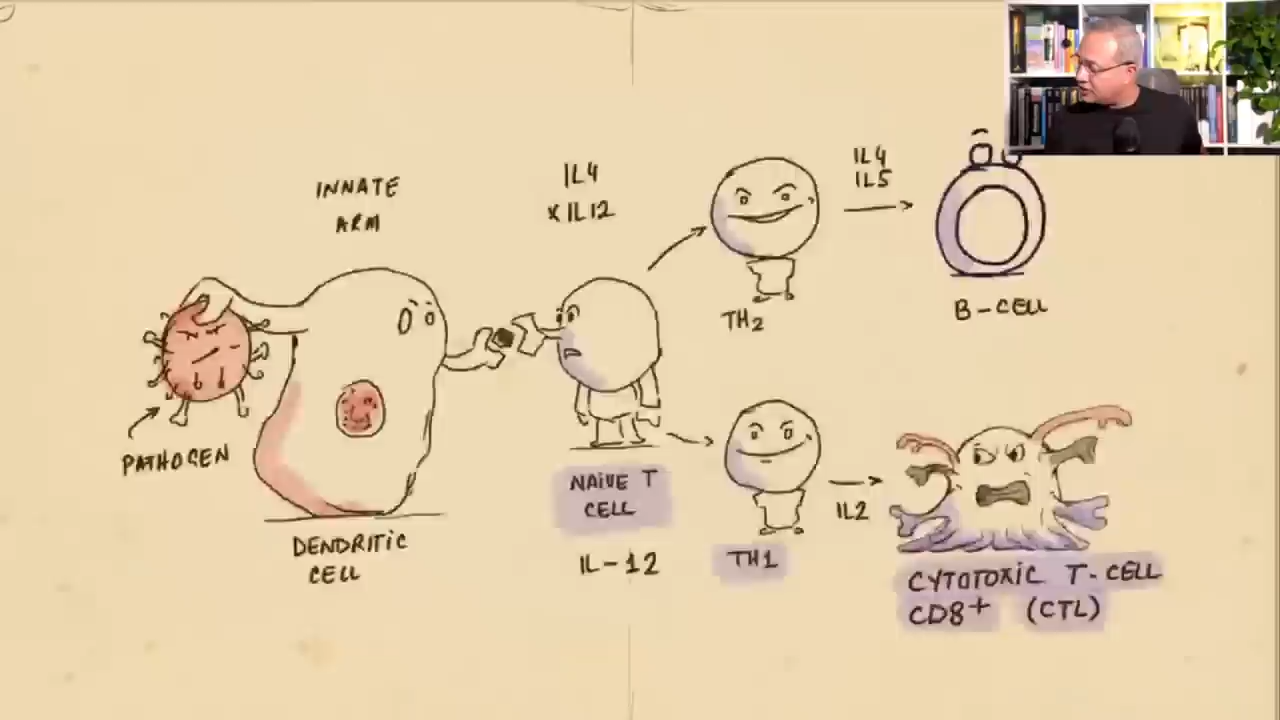 INNATE
ARM
PATHOGEN
DENDRITIC
CELL
IL4
X IL12
NAIVE T
CELL
IL-12
TH2
IL4
IL5
B-CELL
TH1
IL2
CYTOTOXIC T-CELL
CD8+ (CTL)